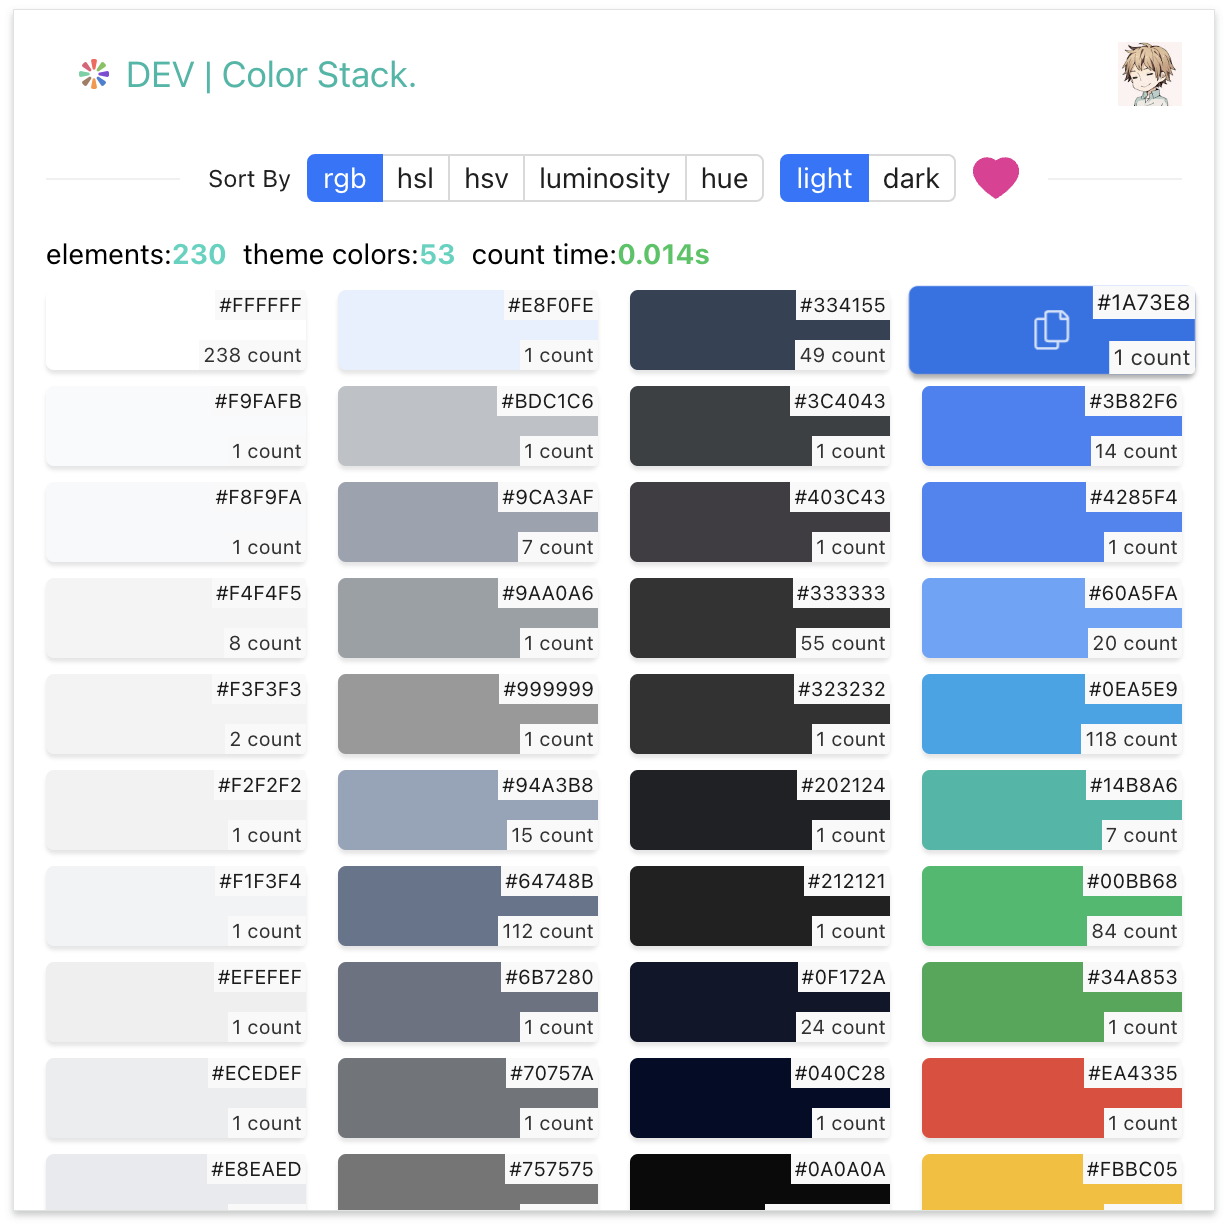 DEV | Color Stack.
Sort By rgb hsl hsv luminosity hue light dark
elements:230 theme colors:53 count time:0.014s
#FFFFFF #E8F0FE #334155 #1A73E8
238 count 1 count 49 count 1 count
#F9FAFB #BDC1C6 #3C4043 #3B82F6
1 count 1 count 1 count 14 count
#F8F9FA #9CA3AF #403C43 #4285F4
1 count 7 count 1 count 1 count
#F4F4F5 #9AA0A6 #333333 #60A5FA
8 count 1 count 55 count 20 count
#F3F3F3 #999999 #323232 #0EA5E9
2 count 1 count 1 count 118 count
#F2F2F2 #94A3B8 #202124 #14B8A6
1 count 15 count 1 count 7 count
#F1F3F4 #64748B #212121 #00BB68
1 count 112 count 1 count 84 count
#EFEFEF #6B7280 #0F172A #34A853
1 count 1 count 24 count 1 count
#ECEDEF #70757A #040C28 #EA4335
1 count 1 count 1 count 1 count
#E8EAED #757575 #0A0A0A #FBBC05